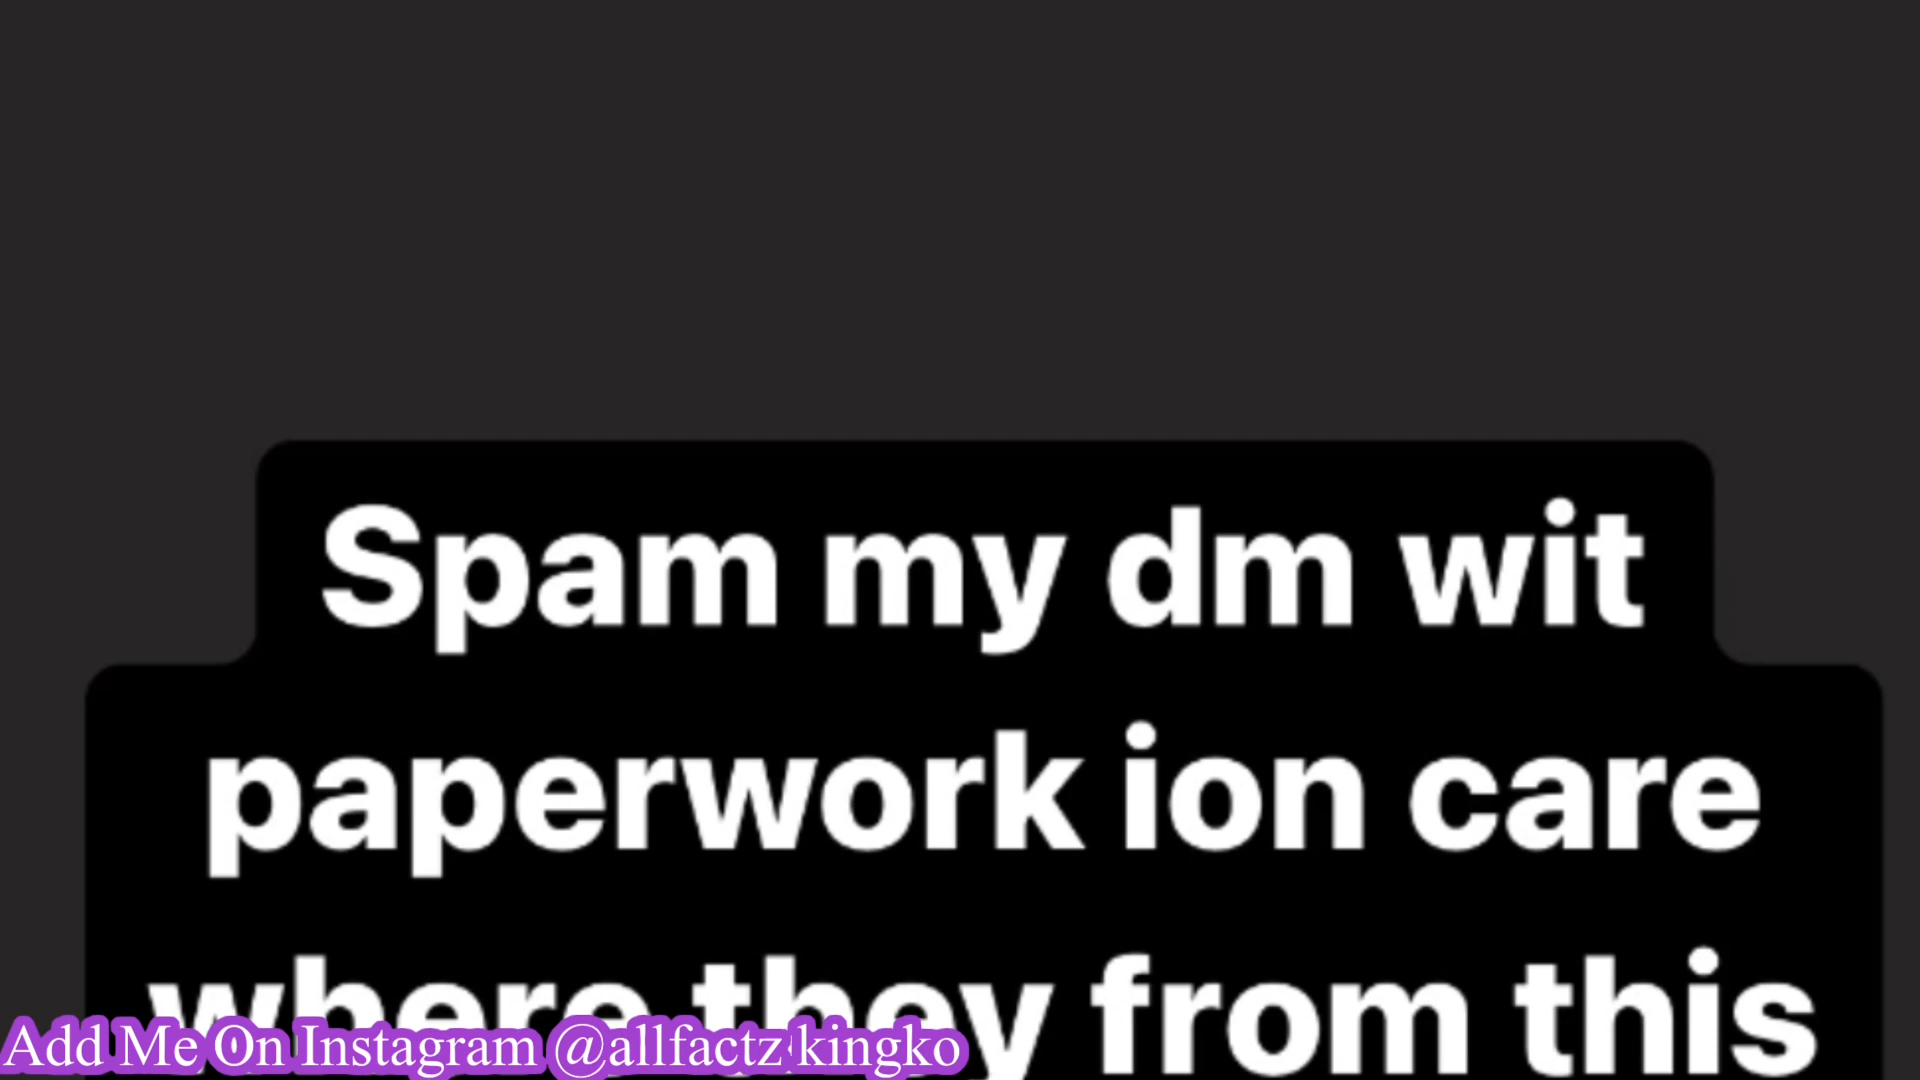 Spam my dm wit
paperwork ion care
where they from this
Add Me On Instagram @allfactz kingko